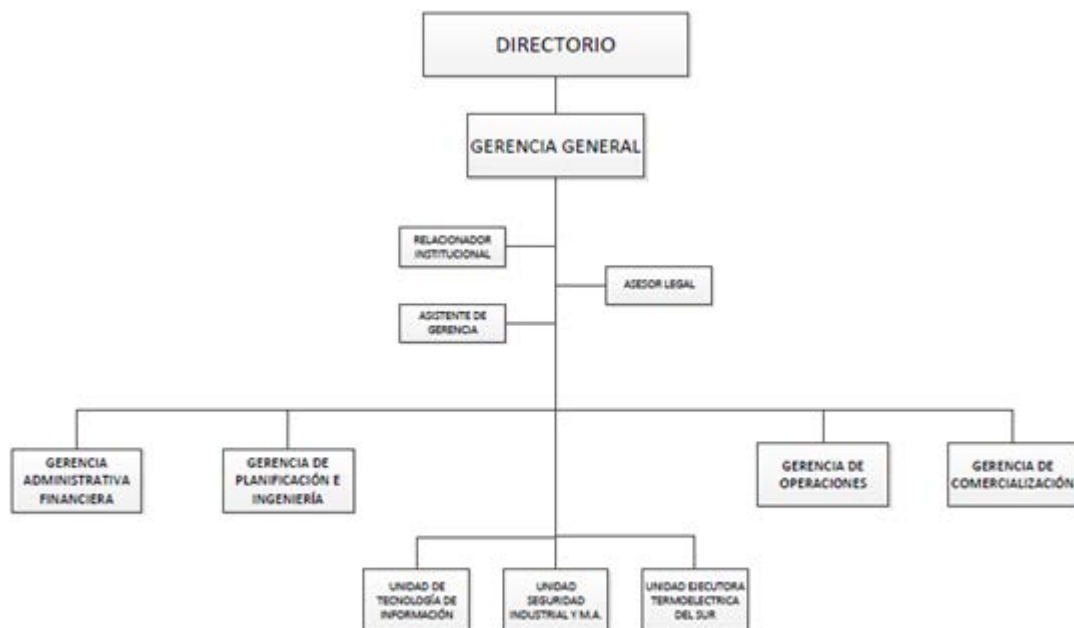 DIRECTORIO
GERENCIA GENERAL
RELACIONADOR
INSTITUCIONAL
ASESOR LEGAL
ASISTENTE DE
GERENCIA
GERENCIA
ADMINISTRATIVA
FINANCIERA
GERENCIA DE
PLANIFICACIÓN E
INGENIERÍA
GERENCIA DE
OPERACIONES
GERENCIA DE
COMERCIALIZACIÓN
UNIDAD DE
TECNOLOGÍA DE
INFORMACIÓN
UNIDAD
SEGURIDAD
INDUSTRIAL Y M.A.
UNIDAD EJECUTORA
TERMOELECTRICA
DEL SUR